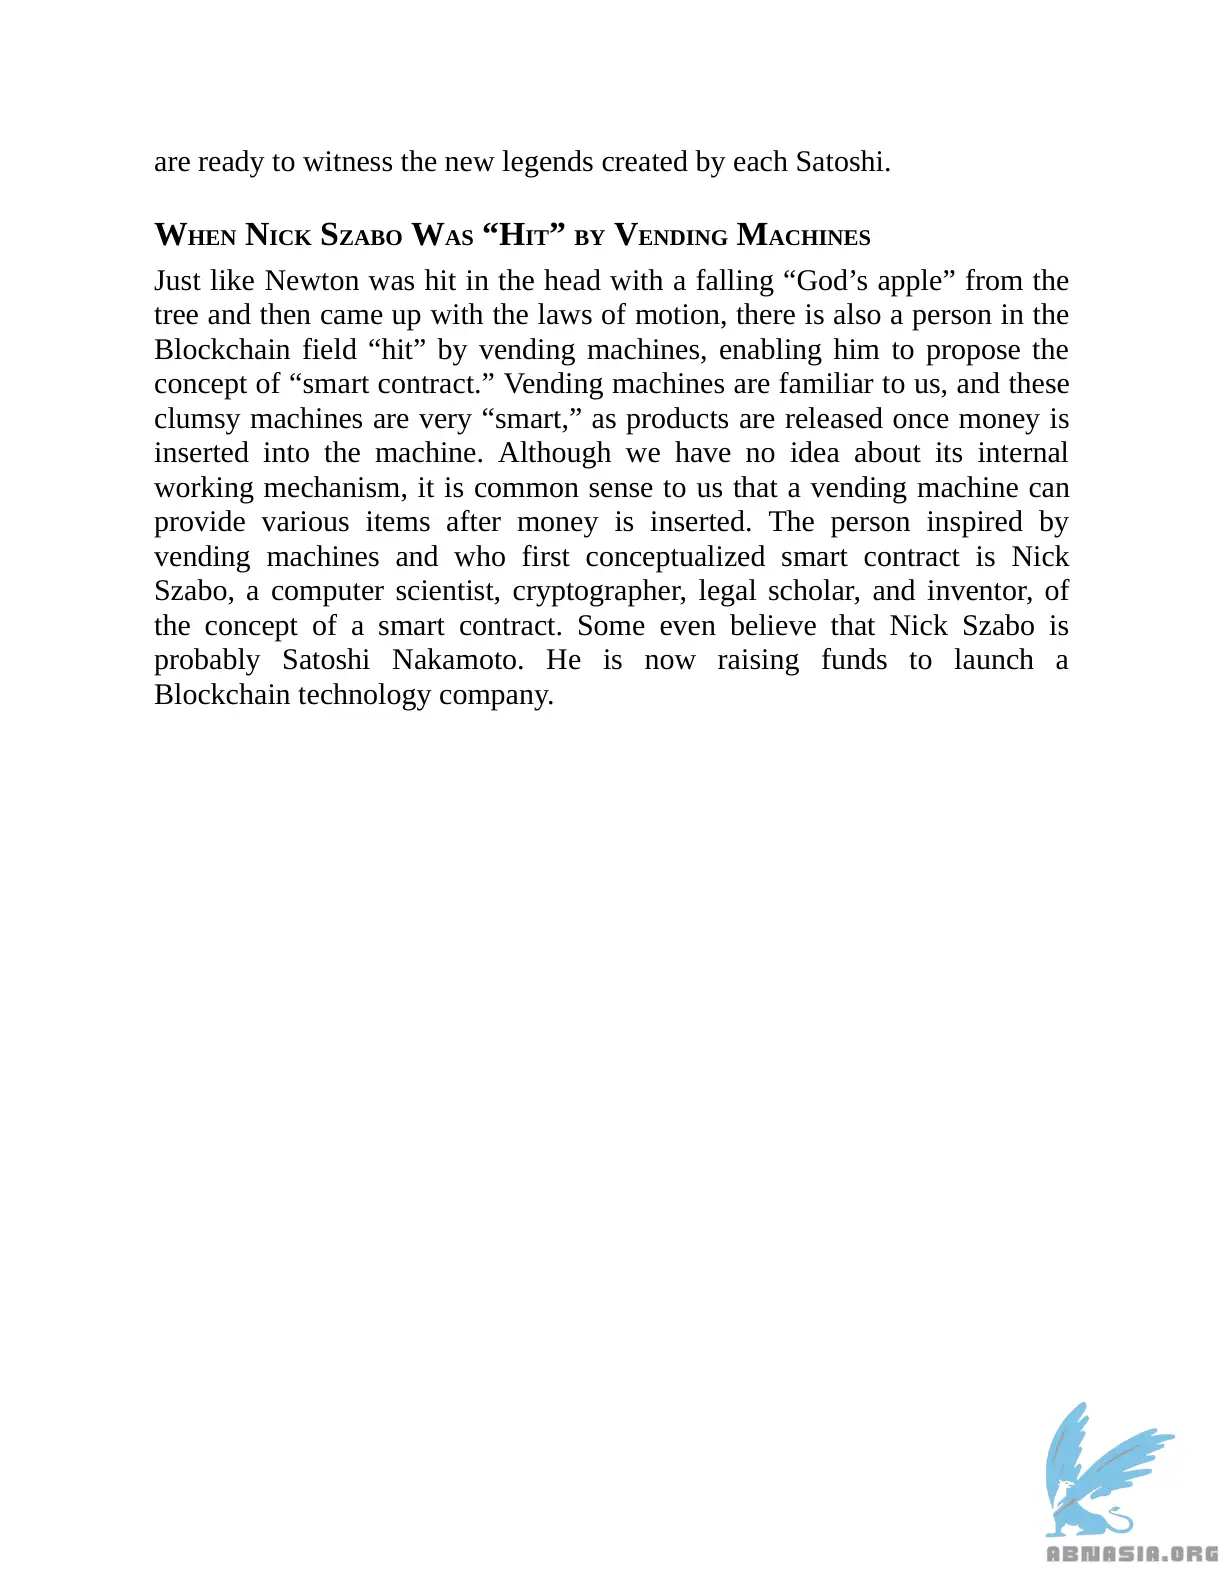 are ready to witness the new legends created by each Satoshi.
WHEN NICK SZABO WAS “HIT” BY VENDING MACHINES
Just like Newton was hit in the head with a falling “God’s apple” from the
tree and then came up with the laws of motion, there is also a person in the
Blockchain field “hit” by vending machines, enabling him to propose the
concept of “smart contract.” Vending machines are familiar to us, and these
clumsy machines are very “smart,” as products are released once money is
inserted into the machine. Although we have no idea about its internal
working mechanism, it is common sense to us that a vending machine can
provide various items after money is inserted. The person inspired by
vending machines and who first conceptualized smart contract is Nick
Szabo, a computer scientist, cryptographer, legal scholar, and inventor, of
the concept of a smart contract. Some even believe that Nick Szabo is
probably Satoshi Nakamoto. He is now raising funds to launch a
Blockchain technology company.
ABNASIA.ORG